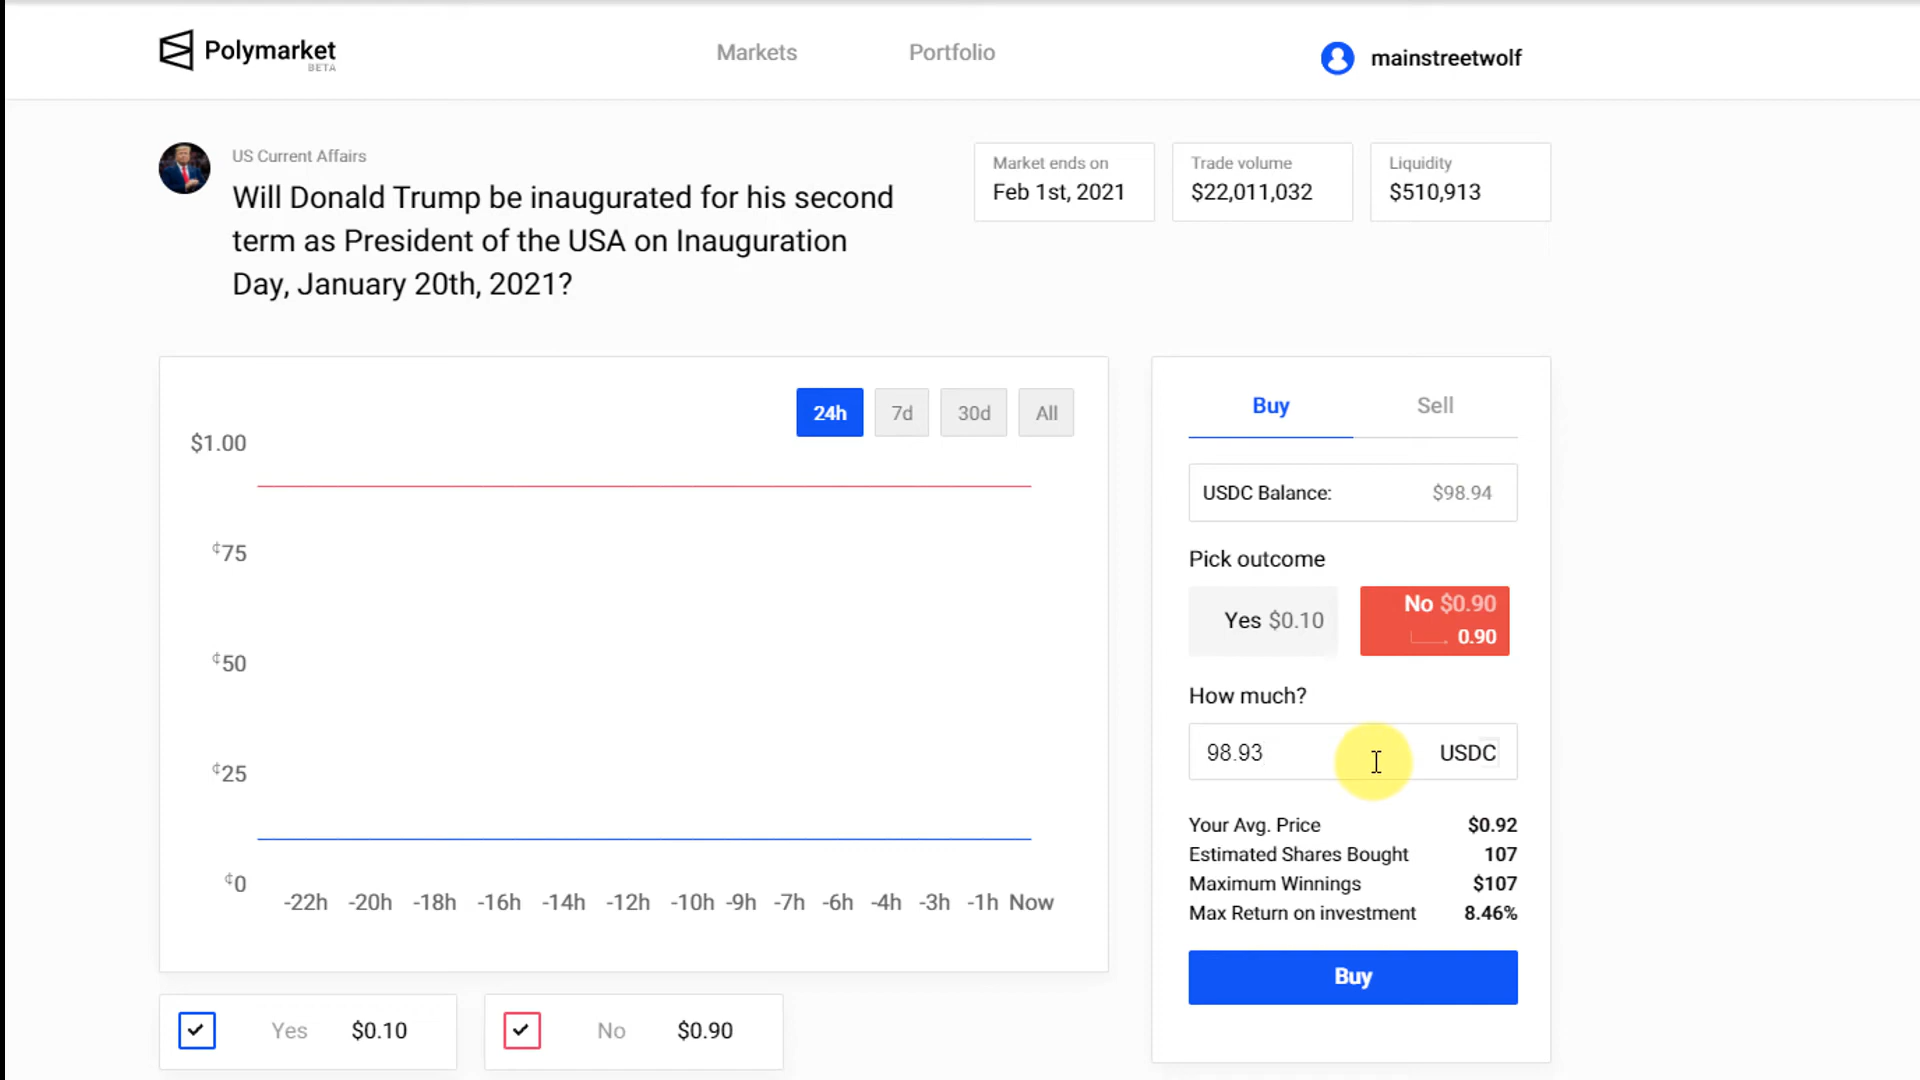 Polymarket
BETA
Markets
Portfolio
mainstreetwolf
US Current Affairs
Will Donald Trump be inaugurated for his second
term as President of the USA on Inauguration
Day, January 20th, 2021?
Market ends on
Feb 1st, 2021
Trade volume
$22,011,032
Liquidity
$510,913
24h
7d
30d
All
$1.00
¢75
¢50
¢25
¢0
-22h -20h -18h -16h -14h -12h -10h -9h -7h -6h -4h -3h -1h Now
Yes $0.10
No $0.90
Buy
Sell
USDC Balance: $98.94
Pick outcome
Yes $0.10
No $0.90
0.90
How much?
98.93 USDC
Your Avg. Price $0.92
Estimated Shares Bought 107
Maximum Winnings $107
Max Return on investment 8.46%
Buy